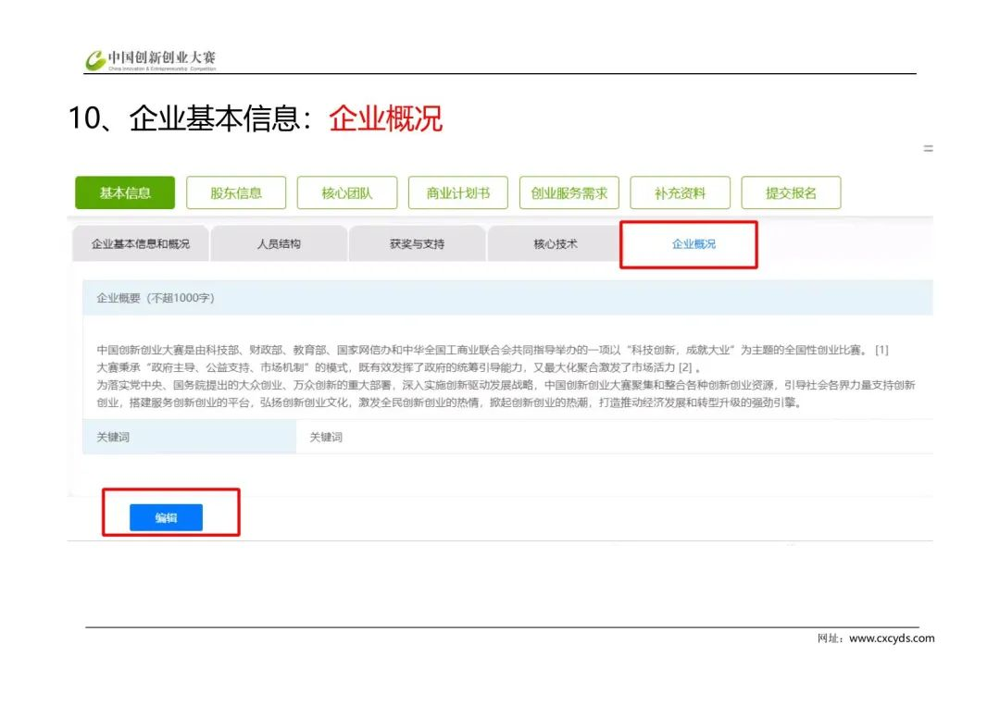 中国创新创业大赛
China Innovation & Entrepreneurship Competition
10、企业基本信息：企业概况
基本信息
股东信息
核心团队
商业计划书
创业服务需求
补充资料
提交报名
企业基本信息和概况
人员结构
获奖与支持
核心技术
企业概况
企业概要（不超1000字）
中国创新创业大赛是由科技部、财政部、教育部、国家网信办和中华全国工商业联合会共同指导举办的一项以“科技创新，成就大业”为主题的全国性创业比赛。 [1]
大赛秉承“政府主导、公益支持、市场机制”的模式，既有效发挥了政府的统筹引导能力，又最大化聚合激发了市场活力 [2] 。
为落实党中央、国务院提出的大众创业、万众创新的重大部署，深入实施创新驱动发展战略，中国创新创业大赛聚集和整合各种创新创业资源，引导社会各界力量支持创新
创业，搭建服务创新创业的平台，弘扬创新创业文化，激发全民创新创业的热情，掀起创新创业的热潮，打造推动经济发展和转型升级的强劲引擎。
关键词
关键词
编辑
网址：www.cxcyds.com